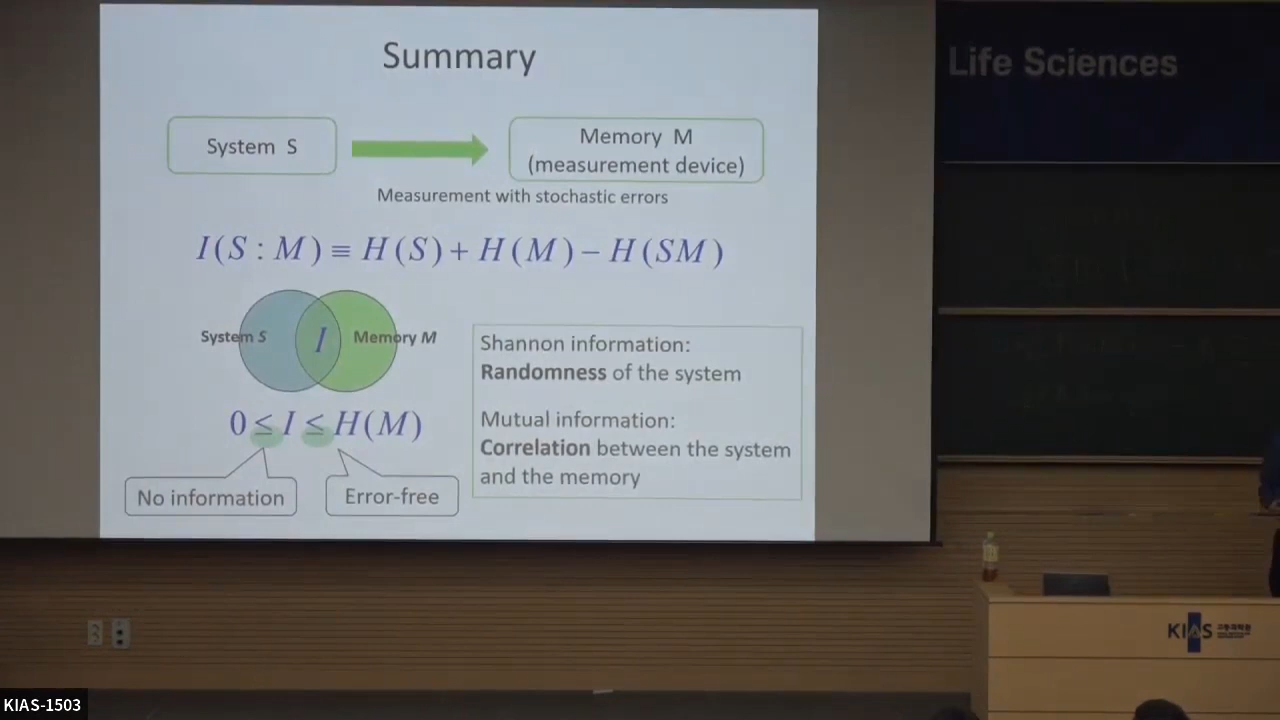 Summary
Life Sciences
System S
Memory M
(measurement device)
Measurement with stochastic errors
I(S : M) ≡ H(S) + H(M) − H(SM)
System S
I
Memory M
0 ≤ I ≤ H(M)
No information
Error-free
Shannon information:
Randomness of the system
Mutual information:
Correlation between the system
and the memory
KIAS
KIAS-1503